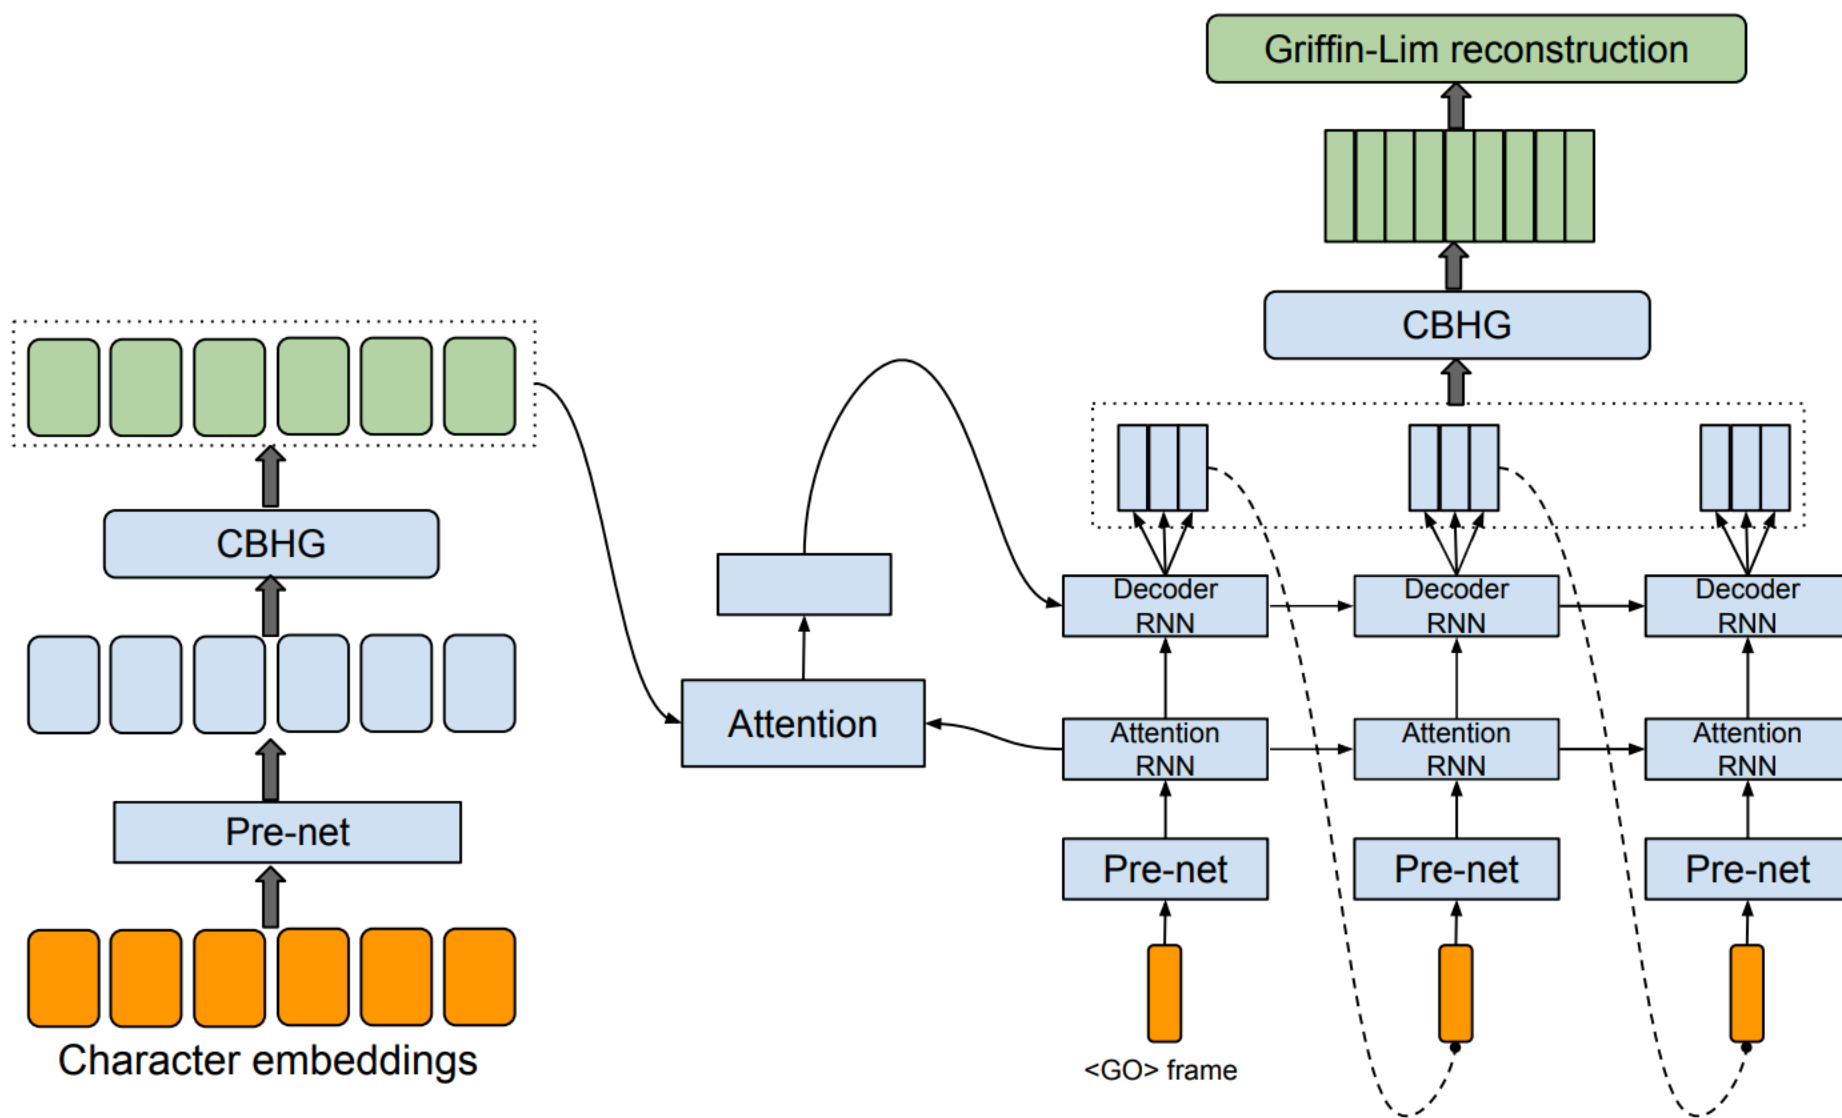 Griffin-Lim reconstruction
CBHG
CBHG
Pre-net
Character embeddings
Attention
Decoder
RNN
Decoder
RNN
Decoder
RNN
Attention
RNN
Attention
RNN
Attention
RNN
Pre-net
Pre-net
Pre-net
<GO> frame